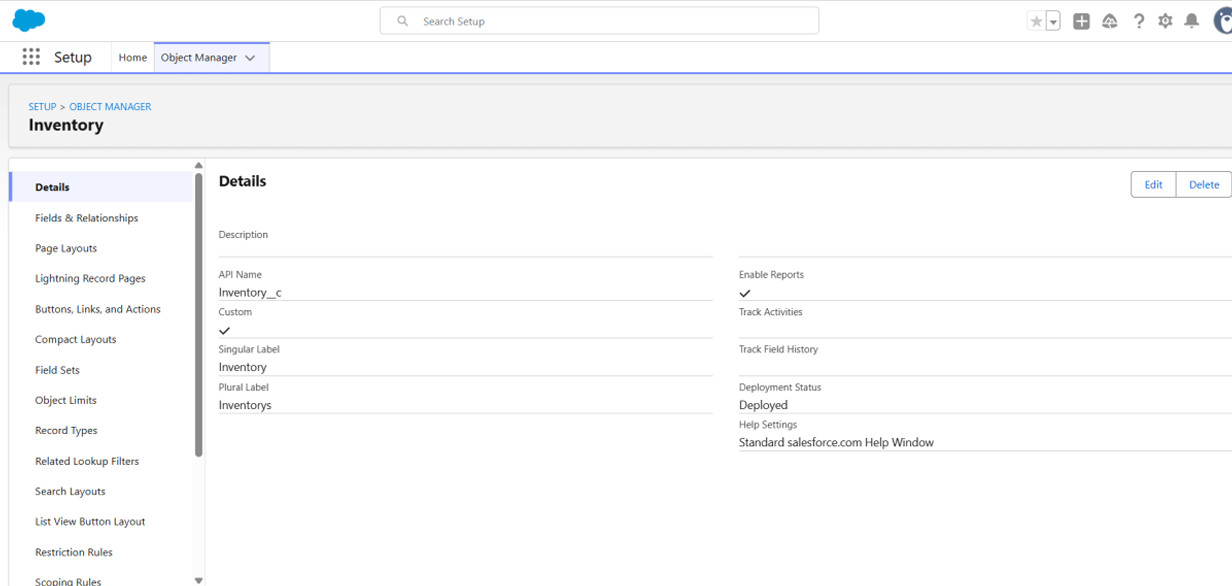 Search Setup
Setup
Home
Object Manager
SETUP > OBJECT MANAGER
Inventory
Details
Fields & Relationships
Page Layouts
Lightning Record Pages
Buttons, Links, and Actions
Compact Layouts
Field Sets
Object Limits
Record Types
Related Lookup Filters
Search Layouts
List View Button Layout
Restriction Rules
Scoping Rules
Details
Edit
Delete
Description
API Name
Inventory__c
Custom
Singular Label
Inventory
Plural Label
Inventorys
Enable Reports
Track Activities
Track Field History
Deployment Status
Deployed
Help Settings
Standard salesforce.com Help Window